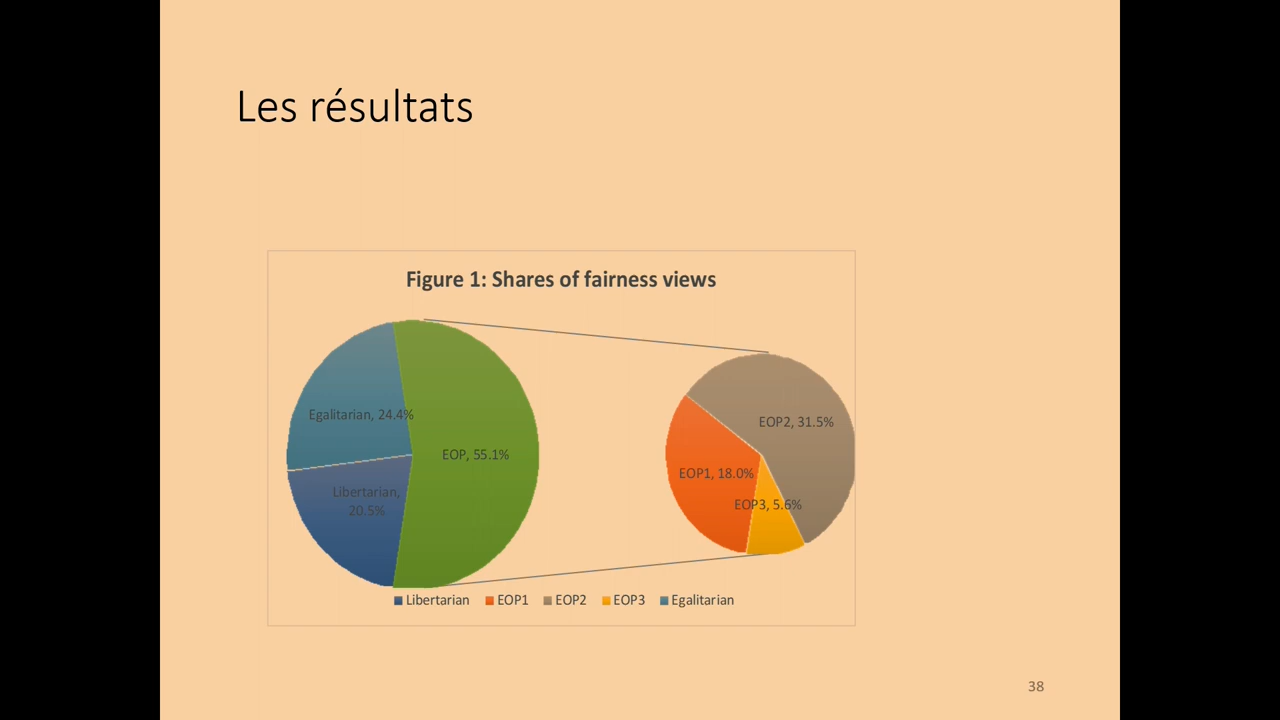 Les résultats
Figure 1: Shares of fairness views
Egalitarian, 24.4%
EOP, 55.1%
Libertarian,
20.5%
EOP2, 31.5%
EOP1, 18.0%
EOP3, 5.6%
Libertarian EOP1 EOP2 EOP3 Egalitarian
38